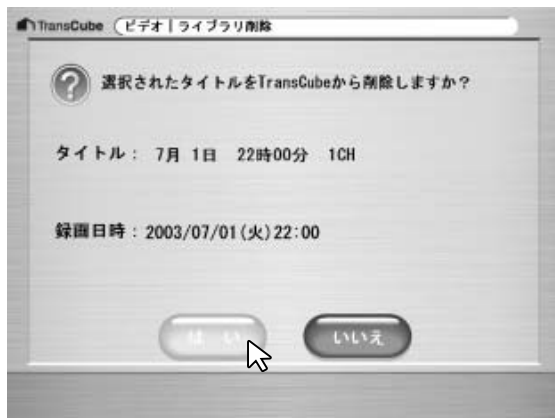 TransCube ビデオ | ライブラリ削除
選択されたタイトルをTransCubeから削除しますか?
タイトル: 7月 1日 22時00分 1CH
録画日時:2003/07/01(火)22:00
はい いいえ